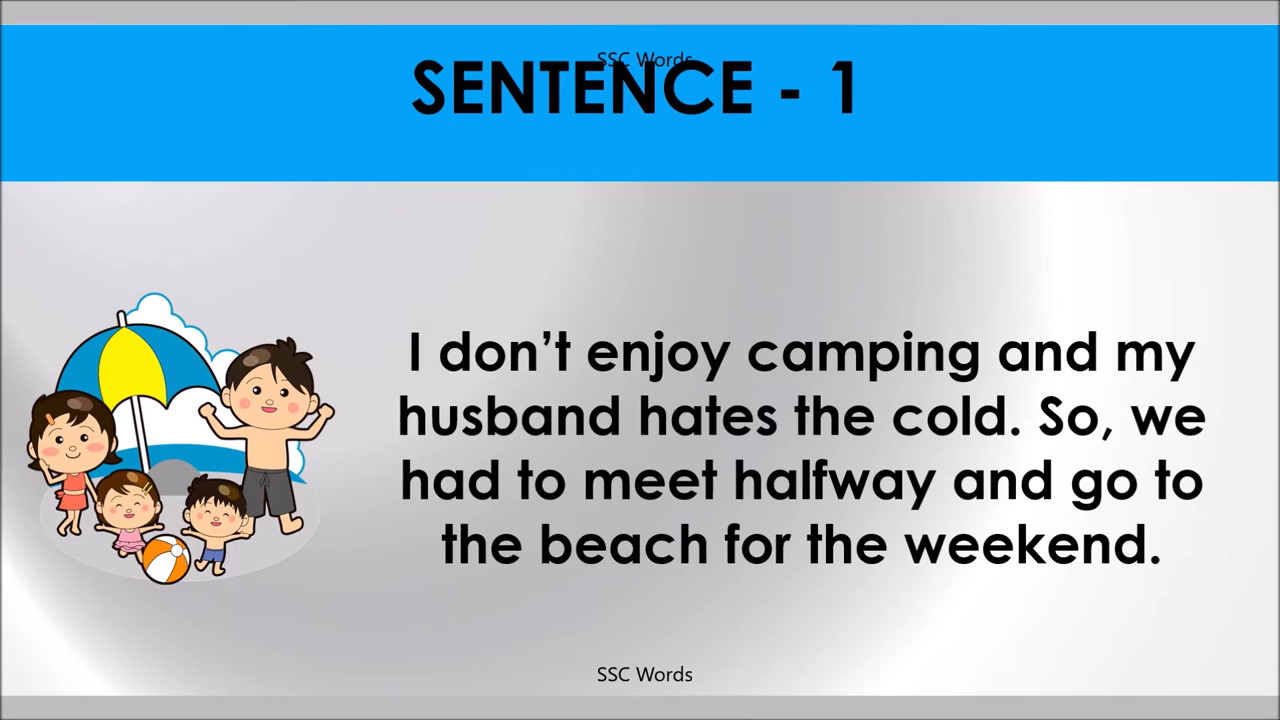 SSC Words
SENTENCE - 1
I don’t enjoy camping and my
husband hates the cold. So, we
had to meet halfway and go to
the beach for the weekend.
SSC Words